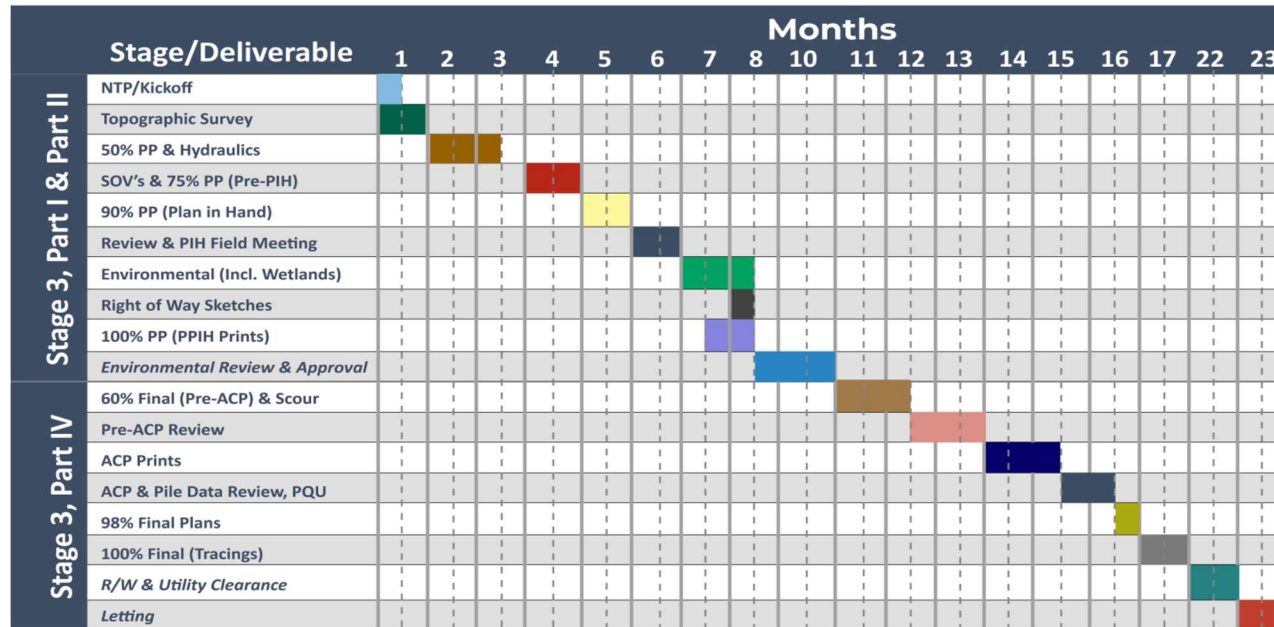 Months
Stage/Deliverable 1 2 3 4 5 6 7 8 10 11 12 13 14 15 16 17 22 23
Stage 3, Part I & Part II
NTP/Kickoff
Topographic Survey
50% PP & Hydraulics
SOV's & 75% PP (Pre-PIH)
90% PP (Plan in Hand)
Review & PIH Field Meeting
Environmental (Incl. Wetlands)
Right of Way Sketches
100% PP (PPIH Prints)
Environmental Review & Approval
Stage 3, Part IV
60% Final (Pre-ACP) & Scour
Pre-ACP Review
ACP Prints
ACP & Pile Data Review, PQU
98% Final Plans
100% Final (Tracings)
R/W & Utility Clearance
Letting